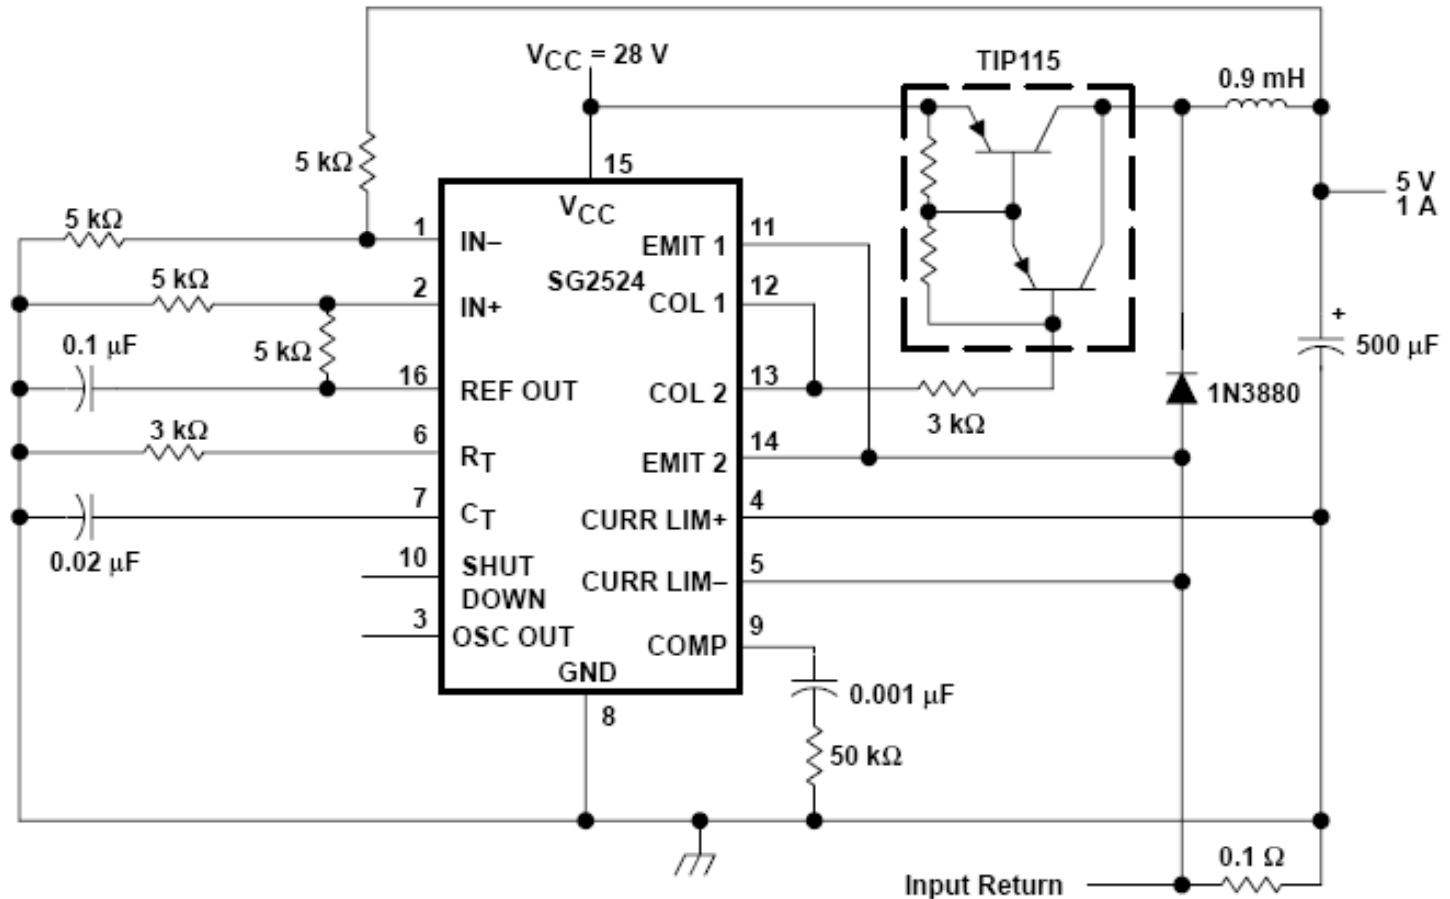 V_CC = 28 V
TIP115
0.9 mH
5 kΩ
15
5 V
1 A
5 kΩ
1
IN–
V_CC
EMIT 1
11
5 kΩ
2
IN+
SG2524
COL 1
12
0.1 µF
5 kΩ
16
REF OUT
COL 2
13
3 kΩ
+
500 µF
1N3880
3 kΩ
6
R_T
EMIT 2
14
7
C_T
CURR LIM+
4
0.02 µF
10
SHUT
DOWN
CURR LIM–
5
3
OSC OUT
COMP
9
GND
8
0.001 µF
50 kΩ
Input Return
0.1 Ω